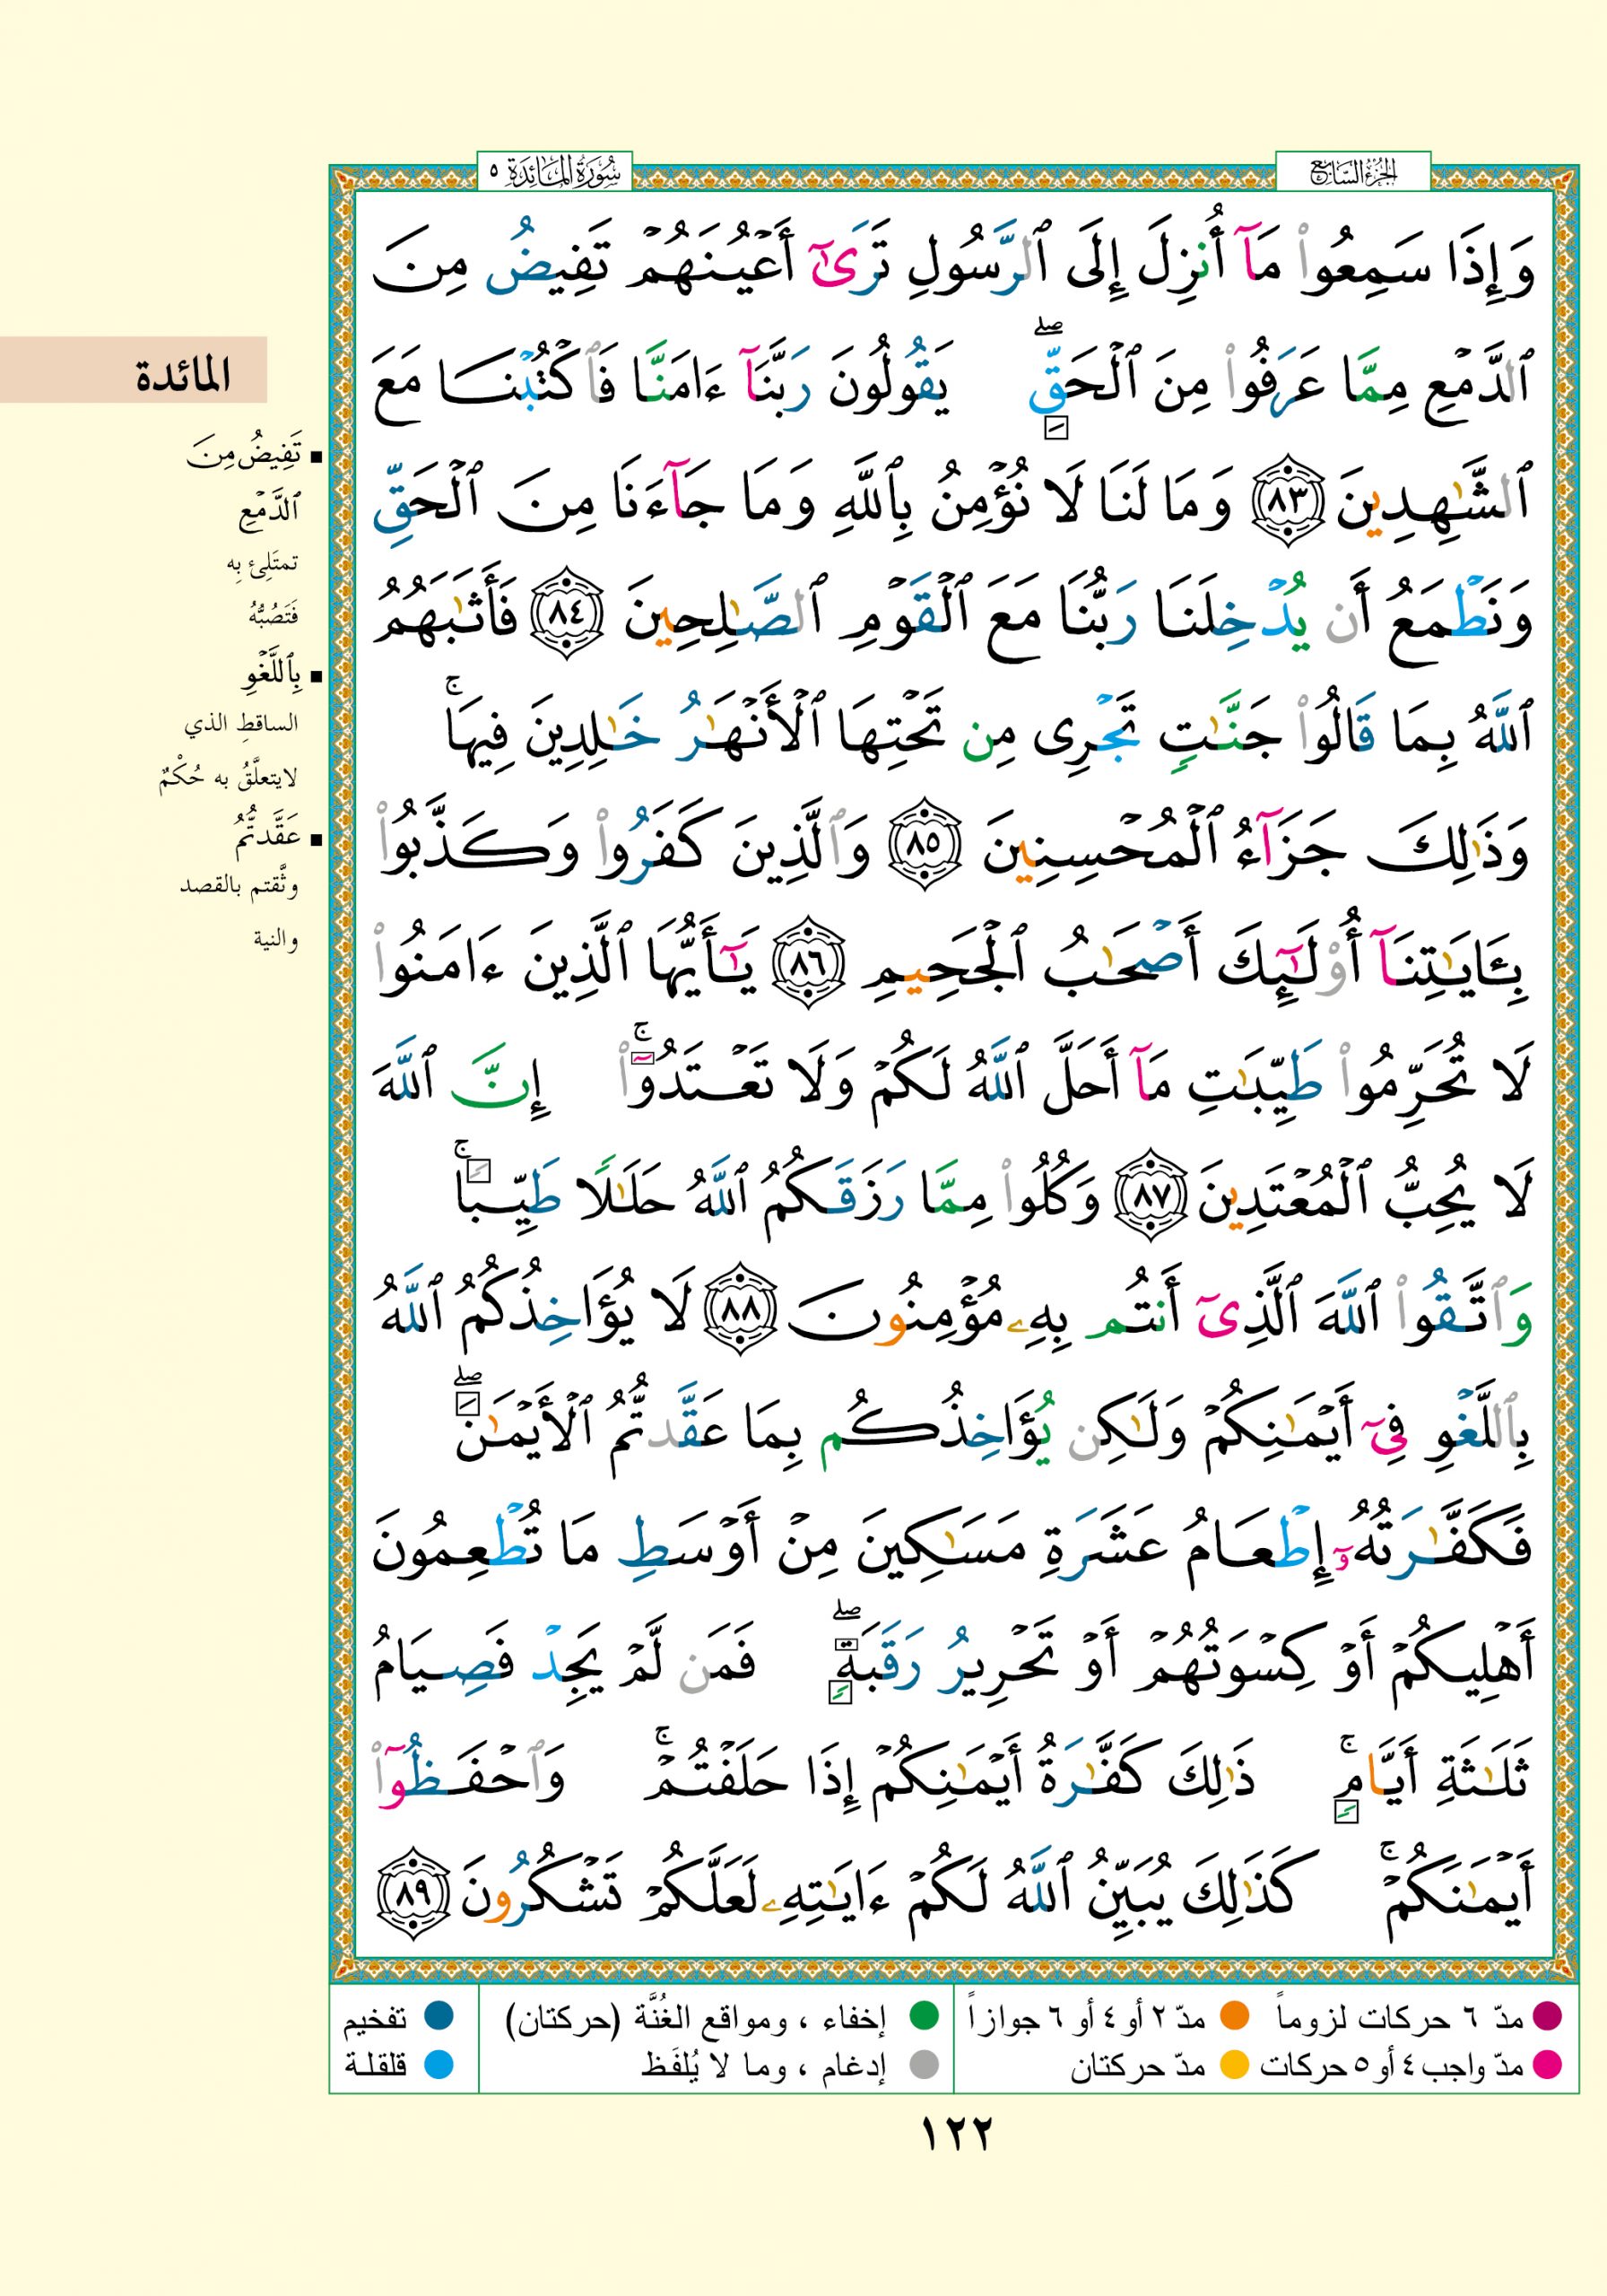 الجزء السابع
سورة المائدة ٥
وَإِذَا سَمِعُوا۟ مَآ أُنزِلَ إِلَى ٱلرَّسُولِ تَرَىٰٓ أَعْيُنَهُمْ تَفِيضُ مِنَ
ٱلدَّمْعِ مِمَّا عَرَفُوا۟ مِنَ ٱلْحَقِّ ۖ يَقُولُونَ رَبَّنَآ ءَامَنَّا فَٱكْتُبْنَا مَعَ
ٱلشَّٰهِدِينَ ٨٣ وَمَا لَنَا لَا نُؤْمِنُ بِٱللَّهِ وَمَا جَآءَنَا مِنَ ٱلْحَقِّ
وَنَطْمَعُ أَن يُدْخِلَنَا رَبُّنَا مَعَ ٱلْقَوْمِ ٱلصَّٰلِحِينَ ٨٤ فَأَثَٰبَهُمُ
ٱللَّهُ بِمَا قَالُوا۟ جَنَّٰتٍ تَجْرِى مِن تَحْتِهَا ٱلْأَنْهَٰرُ خَٰلِدِينَ فِيهَا ۚ
وَذَٰلِكَ جَزَآءُ ٱلْمُحْسِنِينَ ٨٥ وَٱلَّذِينَ كَفَرُوا۟ وَكَذَّبُوا۟
بِـَٔايَٰتِنَآ أُو۟لَٰٓئِكَ أَصْحَٰبُ ٱلْجَحِيمِ ٨٦ يَٰٓأَيُّهَا ٱلَّذِينَ ءَامَنُوا۟
لَا تُحَرِّمُوا۟ طَيِّبَٰتِ مَآ أَحَلَّ ٱللَّهُ لَكُمْ وَلَا تَعْتَدُوٓا۟ ۚ إِنَّ ٱللَّهَ
لَا يُحِبُّ ٱلْمُعْتَدِينَ ٨٧ وَكُلُوا۟ مِمَّا رَزَقَكُمُ ٱللَّهُ حَلَٰلًا طَيِّبًا ۚ
وَٱتَّقُوا۟ ٱللَّهَ ٱلَّذِىٓ أَنتُم بِهِۦ مُؤْمِنُونَ ٨٨ لَا يُؤَاخِذُكُمُ ٱللَّهُ
بِٱللَّغْوِ فِىٓ أَيْمَٰنِكُمْ وَلَٰكِن يُؤَاخِذُكُم بِمَا عَقَّدتُّمُ ٱلْأَيْمَٰنَ ۖ
فَكَفَّٰرَتُهُۥٓ إِطْعَامُ عَشَرَةِ مَسَٰكِينَ مِنْ أَوْسَطِ مَا تُطْعِمُونَ
أَهْلِيكُمْ أَوْ كِسْوَتُهُمْ أَوْ تَحْرِيرُ رَقَبَةٍ ۖ فَمَن لَّمْ يَجِدْ فَصِيَامُ
ثَلَٰثَةِ أَيَّامٍ ۚ ذَٰلِكَ كَفَّٰرَةُ أَيْمَٰنِكُمْ إِذَا حَلَفْتُمْ ۚ وَٱحْفَظُوٓا۟
أَيْمَٰنَكُمْ ۚ كَذَٰلِكَ يُبَيِّنُ ٱللَّهُ لَكُمْ ءَايَٰتِهِۦ لَعَلَّكُمْ تَشْكُرُونَ ٨٩
المائدة
▪ تَفِيضُ مِنَ
ٱلدَّمْعِ
تمتَلِئ بِه
فَتَصُبُّهُ
▪ بِٱللَّغْوِ
الساقطِ الذي
لايتعلَّقُ به حُكْمٌ
▪ عَقَّدتُّمُ
وثَّقتم بالقصد
والنية
● مدّ ٦ حركات لزوماً ● مدّ ٢ أو ٤ أو ٦ جوازاً ● إخفاء ، ومواقع الغُنَّة (حركتان) ● تفخيم
● مدّ واجب ٤ أو ٥ حركات ● مدّ حركتان ● إدغام ، وما لا يُلفَظ ● قلقلة
١٢٢